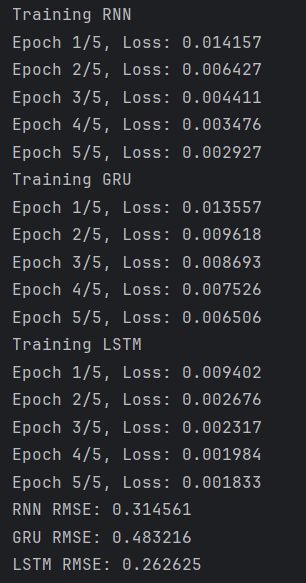 Training RNN
Epoch 1/5, Loss: 0.014157
Epoch 2/5, Loss: 0.006427
Epoch 3/5, Loss: 0.004411
Epoch 4/5, Loss: 0.003476
Epoch 5/5, Loss: 0.002927
Training GRU
Epoch 1/5, Loss: 0.013557
Epoch 2/5, Loss: 0.009618
Epoch 3/5, Loss: 0.008693
Epoch 4/5, Loss: 0.007526
Epoch 5/5, Loss: 0.006506
Training LSTM
Epoch 1/5, Loss: 0.009402
Epoch 2/5, Loss: 0.002676
Epoch 3/5, Loss: 0.002317
Epoch 4/5, Loss: 0.001984
Epoch 5/5, Loss: 0.001833
RNN RMSE: 0.314561
GRU RMSE: 0.483216
LSTM RMSE: 0.262625